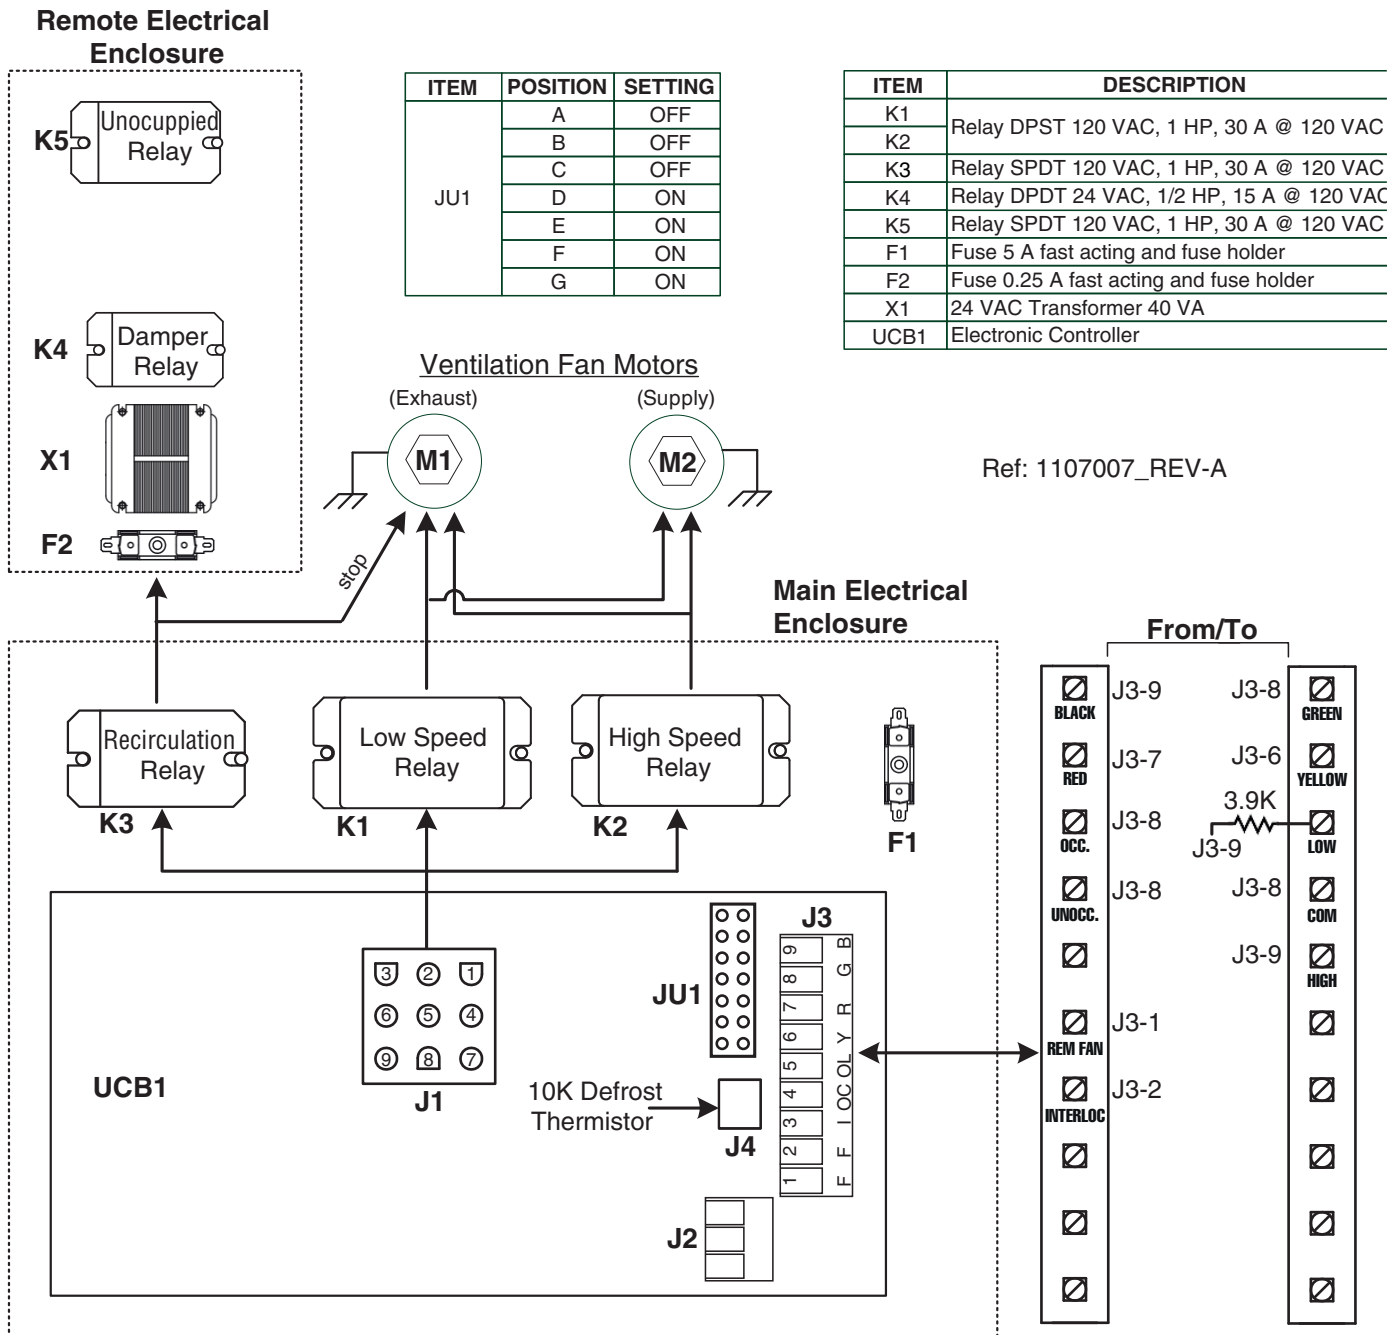 Remote Electrical
Enclosure
K5
Unocuppied
Relay
K4
Damper
Relay
X1
F2
ITEM POSITION SETTING
JU1
A OFF
B OFF
C OFF
D ON
E ON
F ON
G ON
ITEM DESCRIPTION
K1
K2
Relay DPST 120 VAC, 1 HP, 30 A @ 120 VAC
K3 Relay SPDT 120 VAC, 1 HP, 30 A @ 120 VAC
K4 Relay DPDT 24 VAC, 1/2 HP, 15 A @ 120 VAC
K5 Relay SPDT 120 VAC, 1 HP, 30 A @ 120 VAC
F1 Fuse 5 A fast acting and fuse holder
F2 Fuse 0.25 A fast acting and fuse holder
X1 24 VAC Transformer 40 VA
UCB1 Electronic Controller
Ventilation Fan Motors
(Exhaust) (Supply)
M1 M2
Ref: 1107007_REV-A
stop
Main Electrical
Enclosure
Recirculation
Relay
K3
Low Speed
Relay
K1
High Speed
Relay
K2
F1
UCB1
3 2 1
6 5 4
9 8 7
J1
JU1
10K Defrost
Thermistor
J4
J2
J3
9 B
8 G
7 R
6 Y
5 OL
4 OC
3 I
2 F
1 F
From/To
BLACK J3-9
RED J3-7
OCC. J3-8
UNOCC. J3-8
REM FAN J3-1
INTERLOC J3-2
J3-8 GREEN
J3-6 YELLOW
3.9K
J3-9 LOW
J3-8 COM
J3-9 HIGH